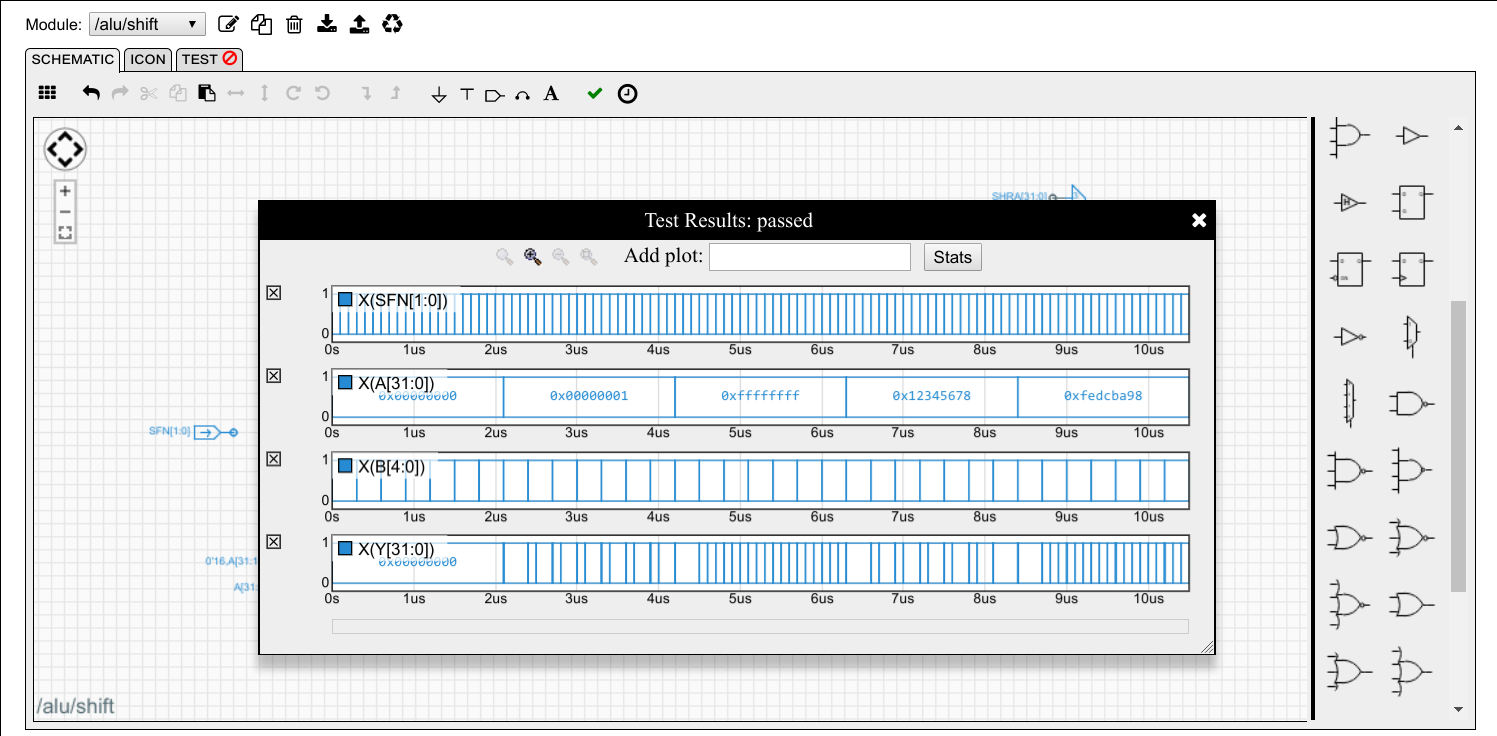 Module: /alu/shift
SCHEMATIC ICON TEST
A
SHRA[31:0]
Test Results: passed
Add plot: Stats
1 X(SFN[1:0])
0
0s 1us 2us 3us 4us 5us 6us 7us 8us 9us 10us
1 X(A[31:0])
0x00000000 0x00000001 0xffffffff 0x12345678 0xfedcba98
0
0s 1us 2us 3us 4us 5us 6us 7us 8us 9us 10us
SFN[1:0]
1 X(B[4:0])
0
0s 1us 2us 3us 4us 5us 6us 7us 8us 9us 10us
1 X(Y[31:0])
0x00000000
0'16,A[31:1
0
A[31:
0s 1us 2us 3us 4us 5us 6us 7us 8us 9us 10us
/alu/shift